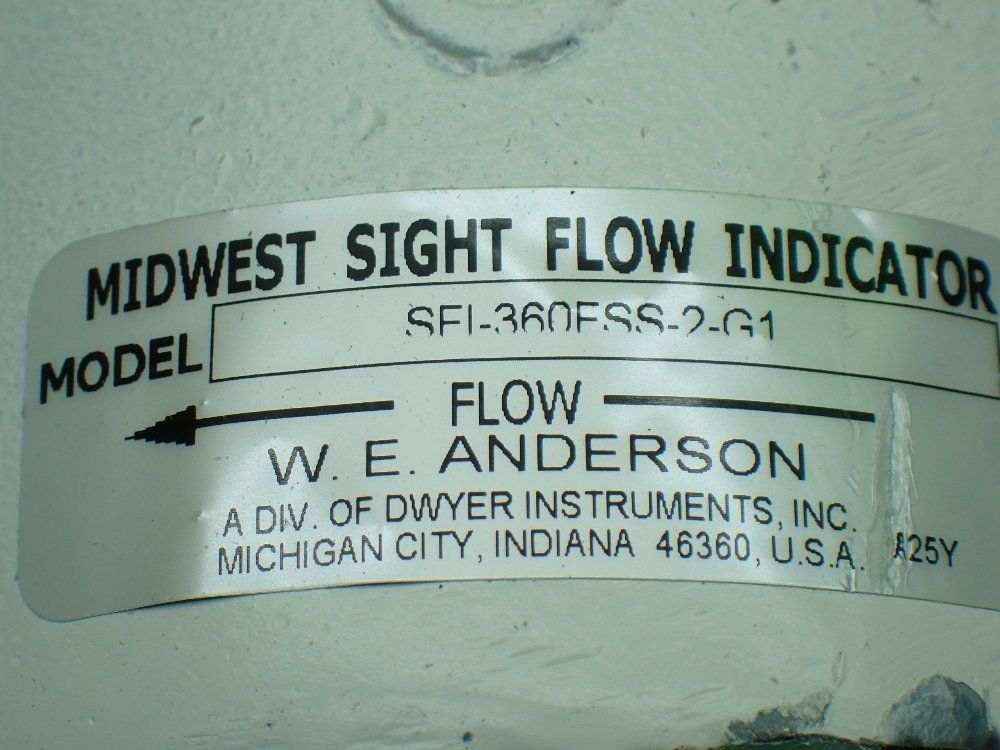 MIDWEST SIGHT FLOW INDICATOR
MODEL SFI-360FSS-2-G1
FLOW
W. E. ANDERSON
A DIV. OF DWYER INSTRUMENTS, INC.
MICHIGAN CITY, INDIANA 46360, U.S.A. A25Y